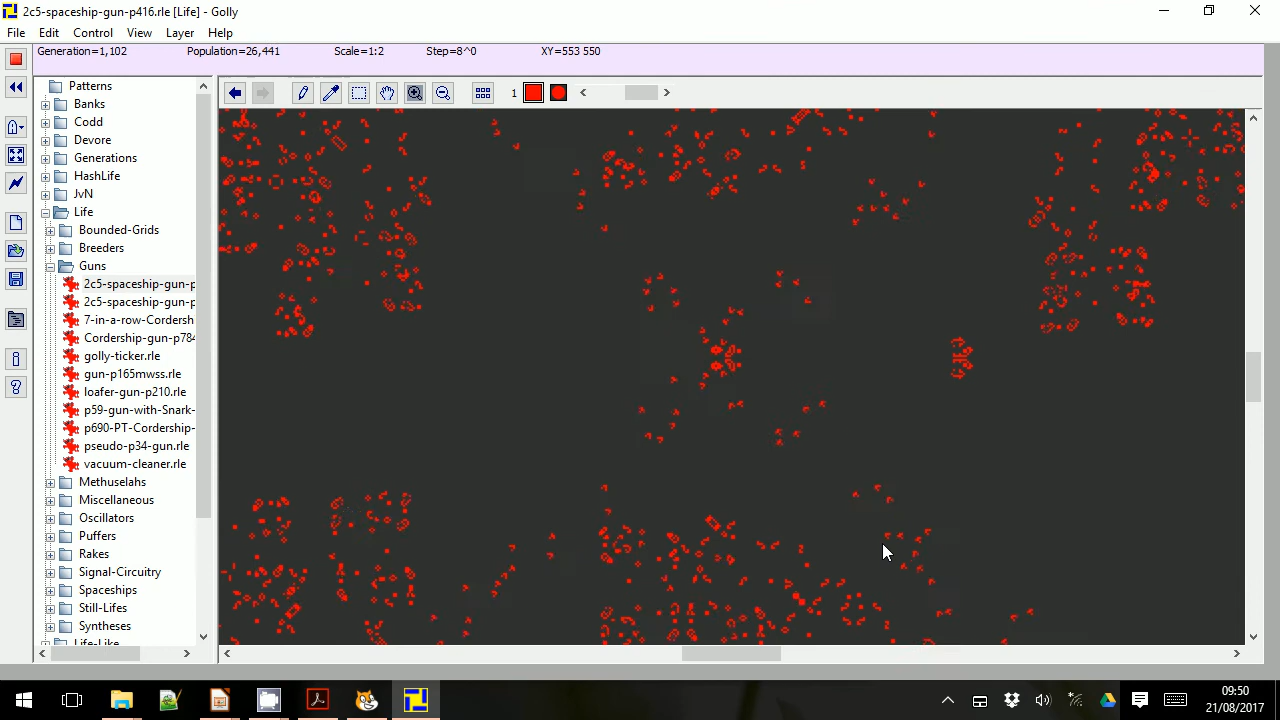 2c5-spaceship-gun-p416.rle [Life] - Golly
File Edit Control View Layer Help
Generation=1,102 Population=26,441 Scale=1:2 Step=8^0 XY=553 550
1
Patterns
Banks
Codd
Devore
Generations
HashLife
JvN
Life
Bounded-Grids
Breeders
Guns
2c5-spaceship-gun-p
2c5-spaceship-gun-p
7-in-a-row-Cordersh
Cordership-gun-p784
golly-ticker.rle
gun-p165mwss.rle
loafer-gun-p210.rle
p59-gun-with-Snark-
p690-PT-Cordership-
pseudo-p34-gun.rle
vacuum-cleaner.rle
Methuselahs
Miscellaneous
Oscillators
Puffers
Rakes
Signal-Circuitry
Spaceships
Still-Lifes
Syntheses
Life-Like
09:50
21/08/2017